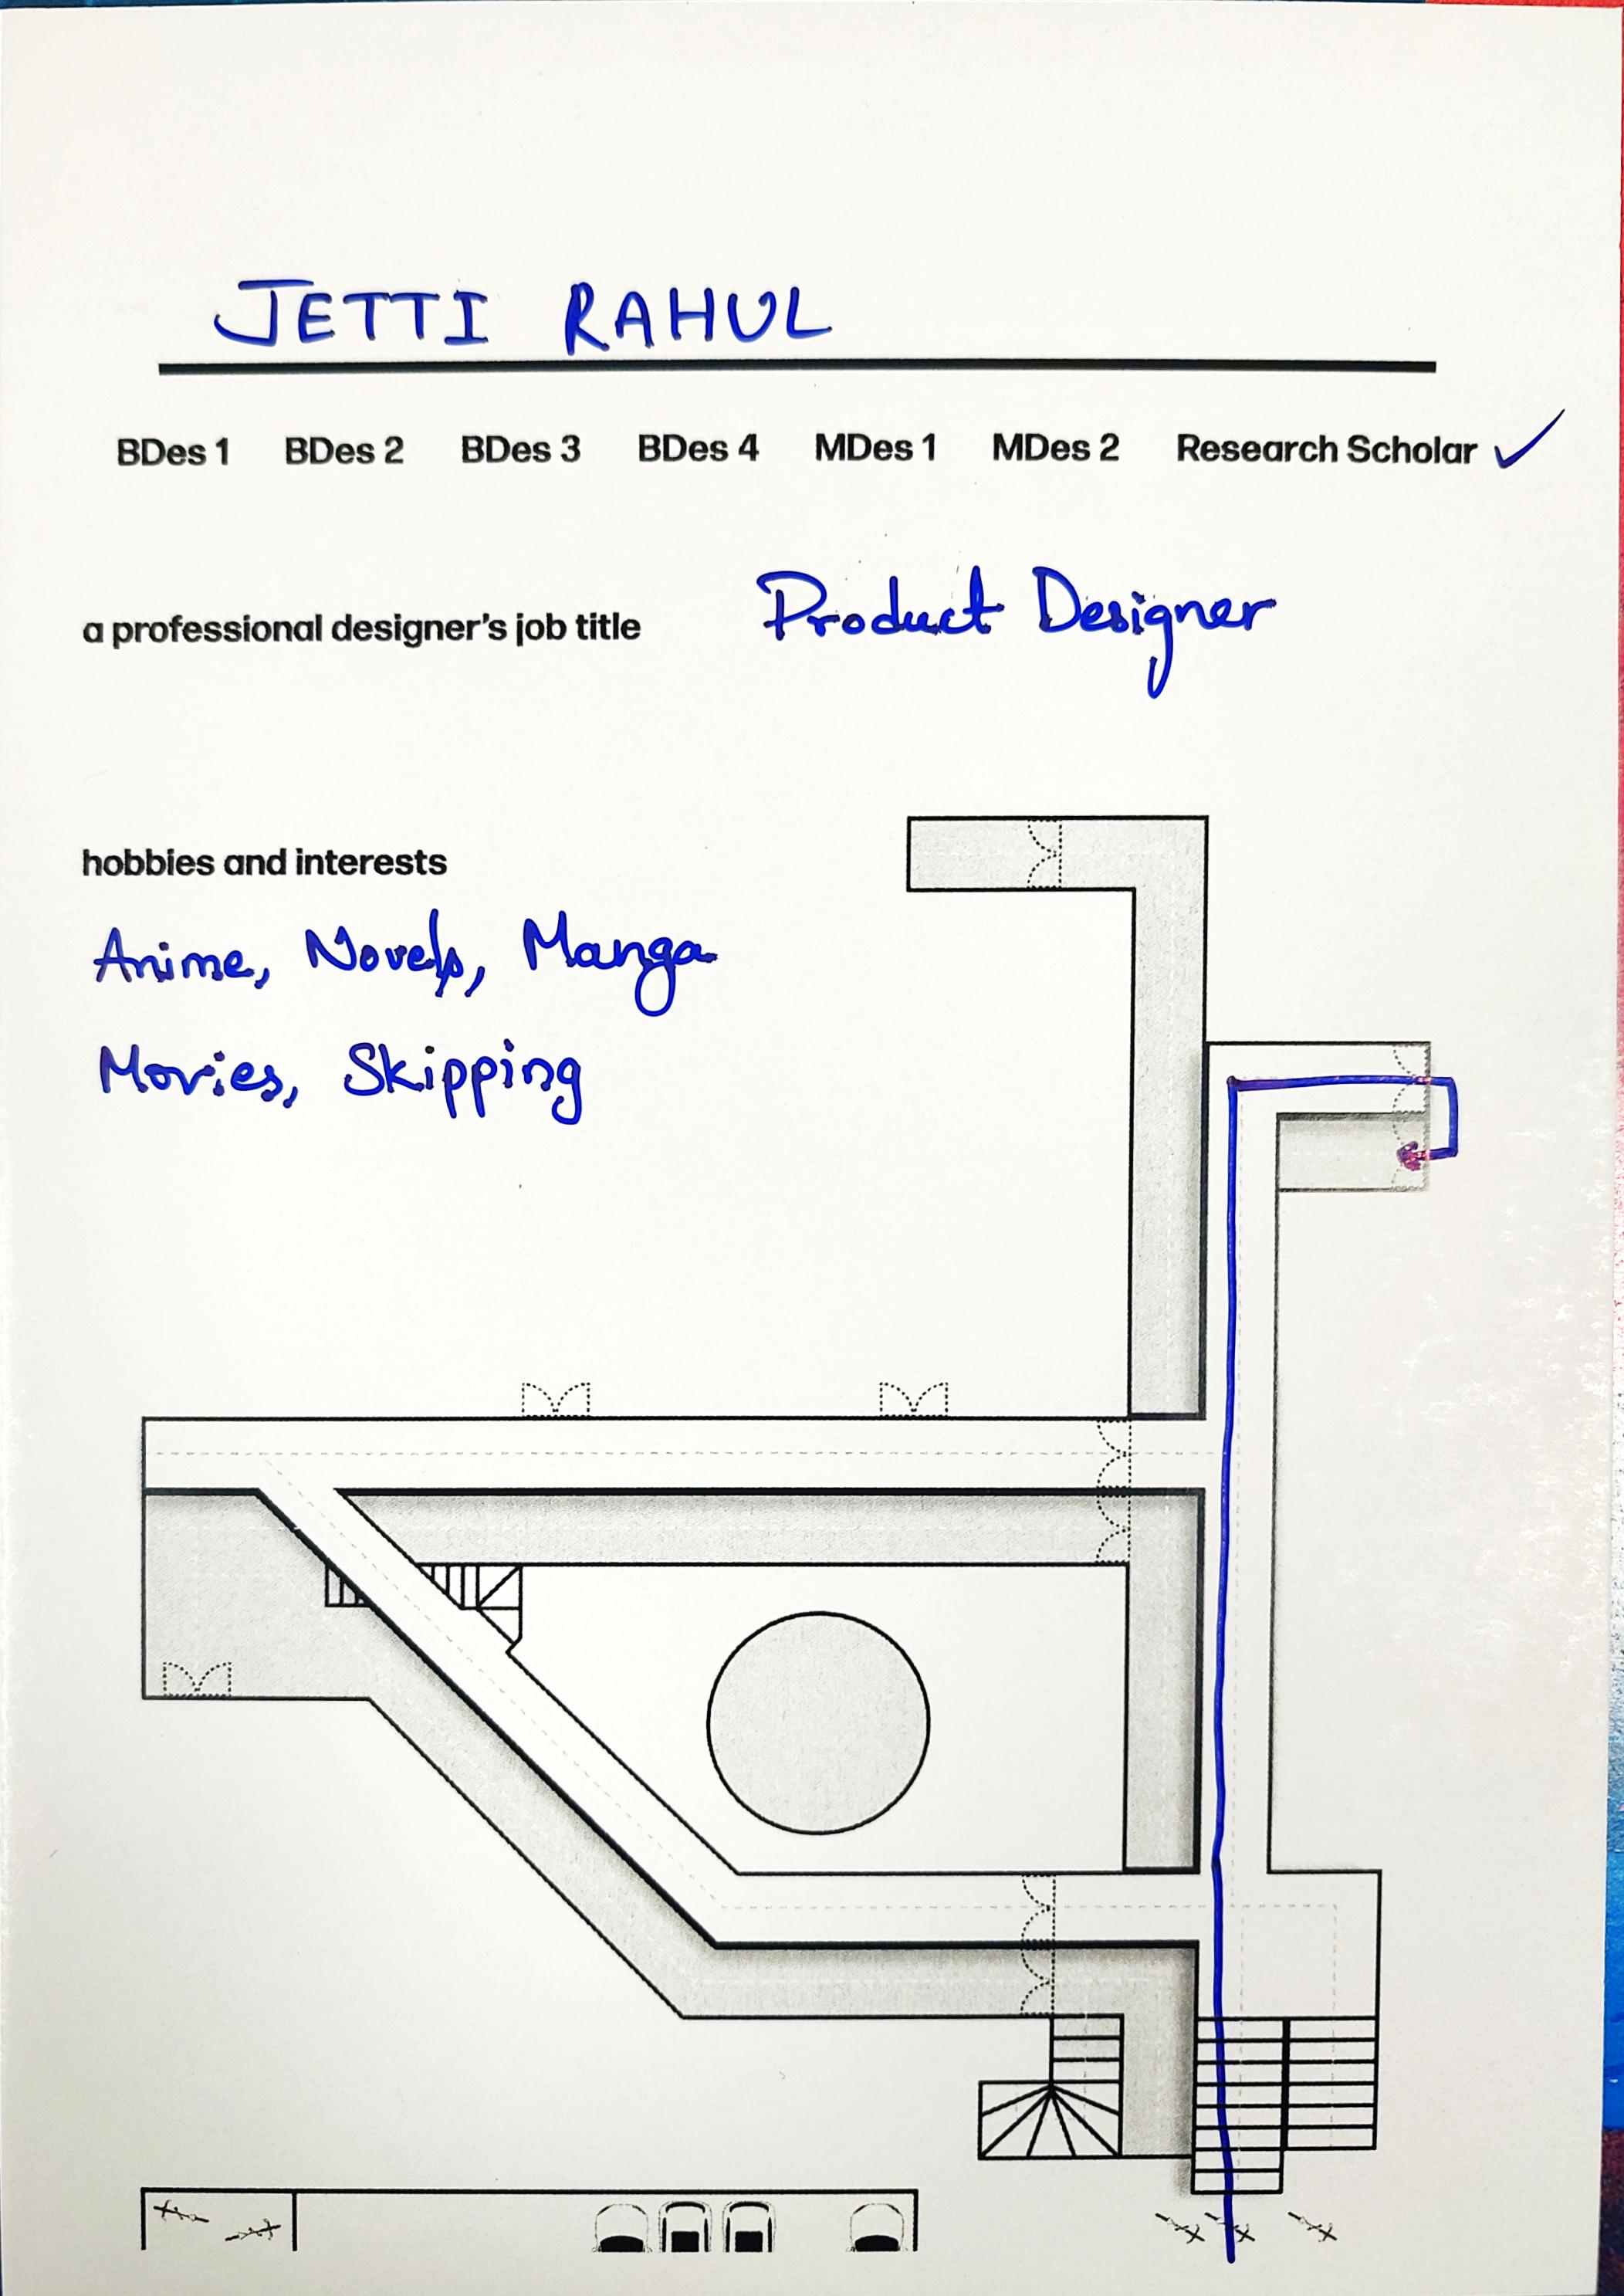 JETTI RAHUL
BDes 1 BDes 2 BDes 3 BDes 4 MDes 1 MDes 2 Research Scholar ✓
a professional designer's job title Product Designer
hobbies and interests
Anime, Novels, Manga
Movies, Skipping